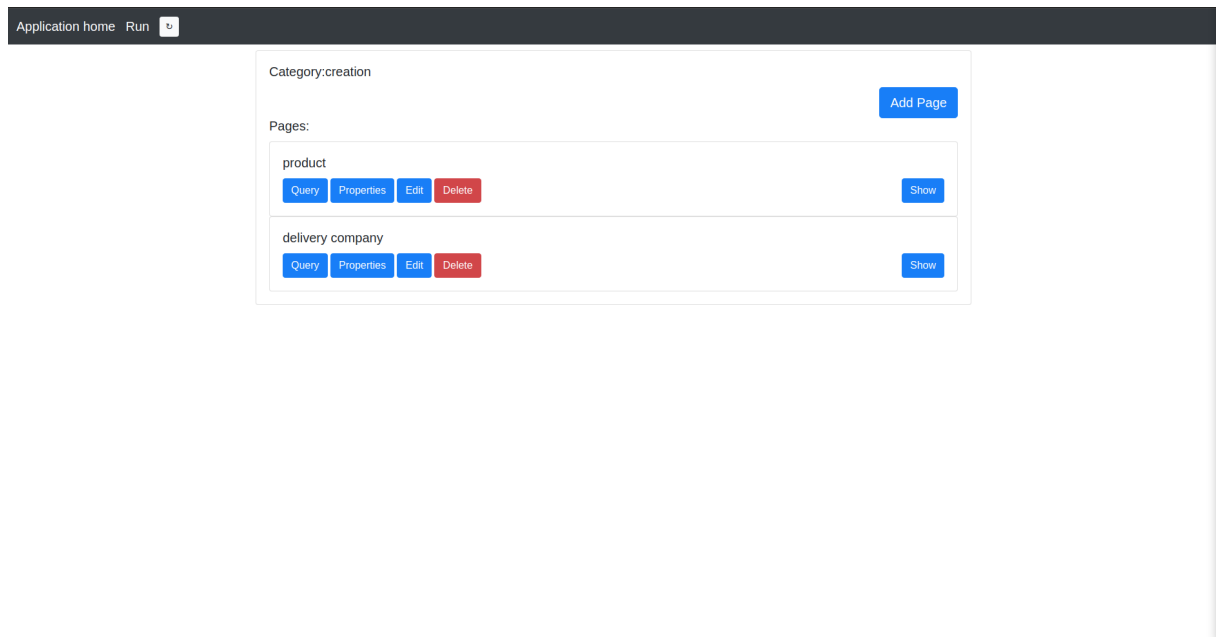 Application home Run ↻
Category:creation
Add Page
Pages:
product
Query Properties Edit Delete Show
delivery company
Query Properties Edit Delete Show